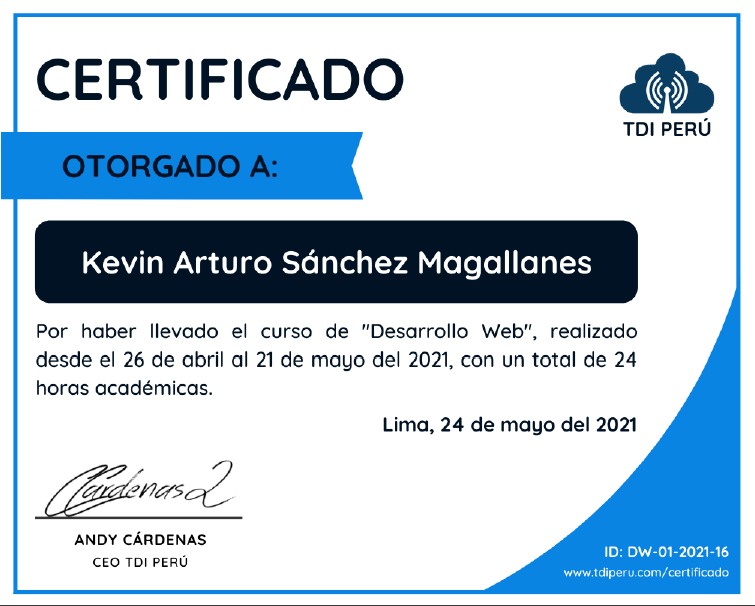 CERTIFICADO
TDI PERÚ
OTORGADO A:
Kevin Arturo Sánchez Magallanes
Por haber llevado el curso de "Desarrollo Web", realizado
desde el 26 de abril al 21 de mayo del 2021, con un total de 24
horas académicas.
Lima, 24 de mayo del 2021
Cárdenas
ANDY CÁRDENAS
CEO TDI PERÚ
ID: DW-01-2021-16
www.tdiperu.com/certificado